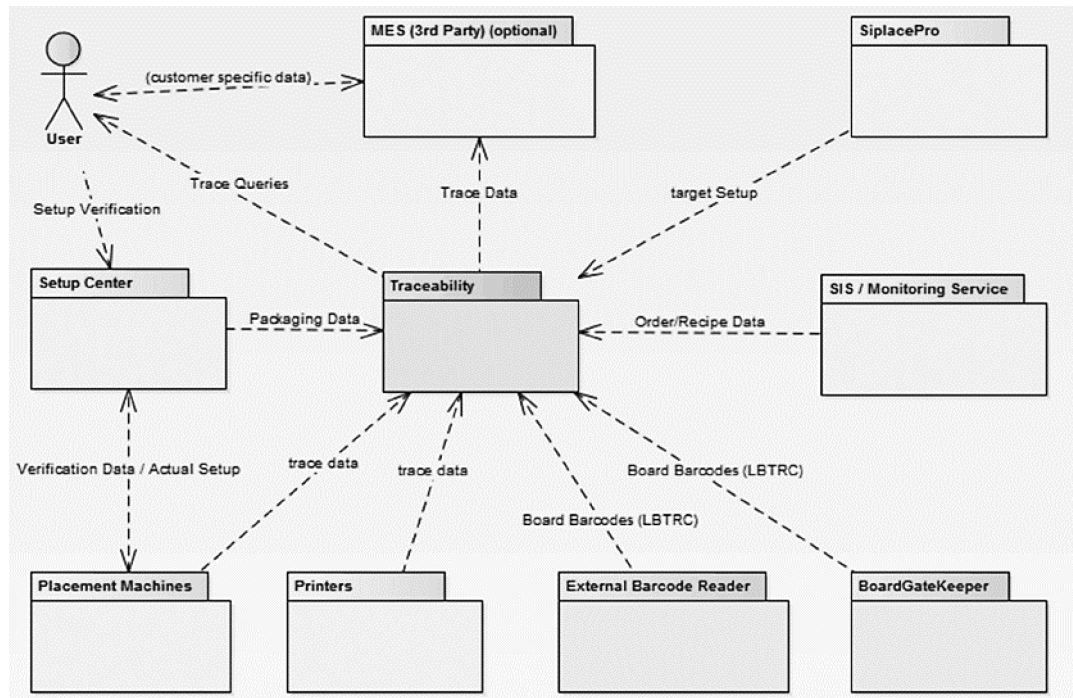 MES (3rd Party) (optional)
SiplacePro
(customer specific data)
User
Trace Queries
Trace Data
target Setup
Setup Verification
Setup Center
Traceability
SIS / Monitoring Service
Packaging Data
Order/Recipe Data
Verification Data / Actual Setup
trace data
trace data
Board Barcodes (LBTRC)
Board Barcodes (LBTRC)
Placement Machines
Printers
External Barcode Reader
BoardGateKeeper